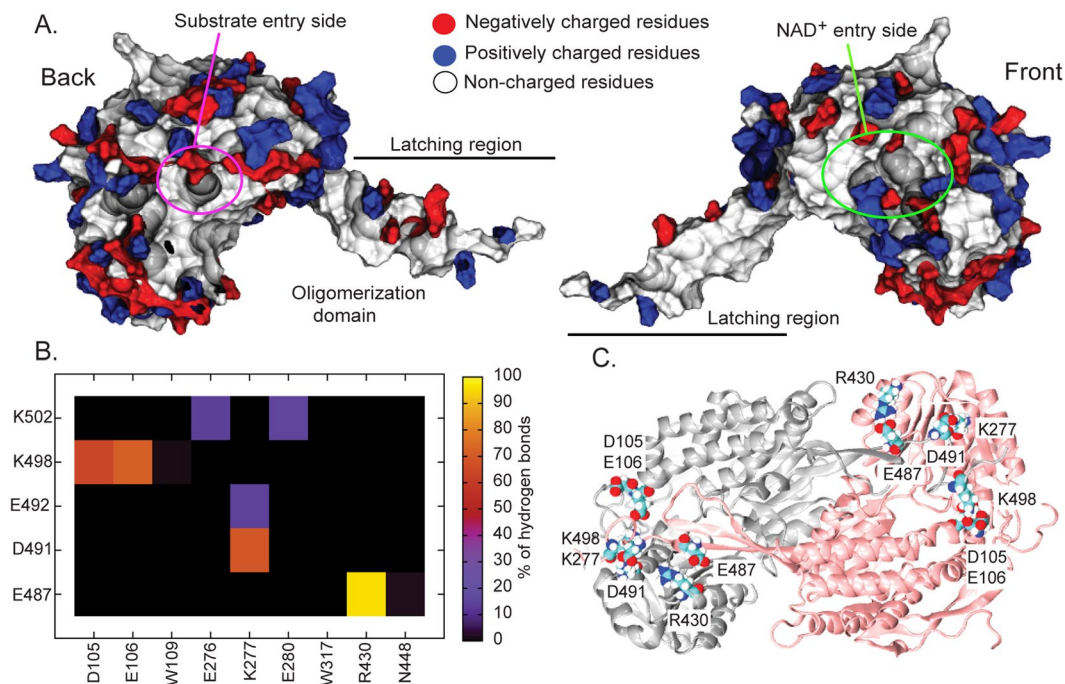 A.
Substrate entry side
Negatively charged residues
Positively charged residues
Non-charged residues
NAD+ entry side
Back
Front
Latching region
Oligomerization
domain
Latching region
B.
K502
K498
E492
D491
E487
D105
E106
W109
E276
K277
E280
W317
R430
N448
100
90
80
70
60
50
40
30
20
10
0
% of hydrogen bonds
C.
R430
K277
D491
E487
D105
E106
K498
K498
K277
D491
E487
R430
D105
E106